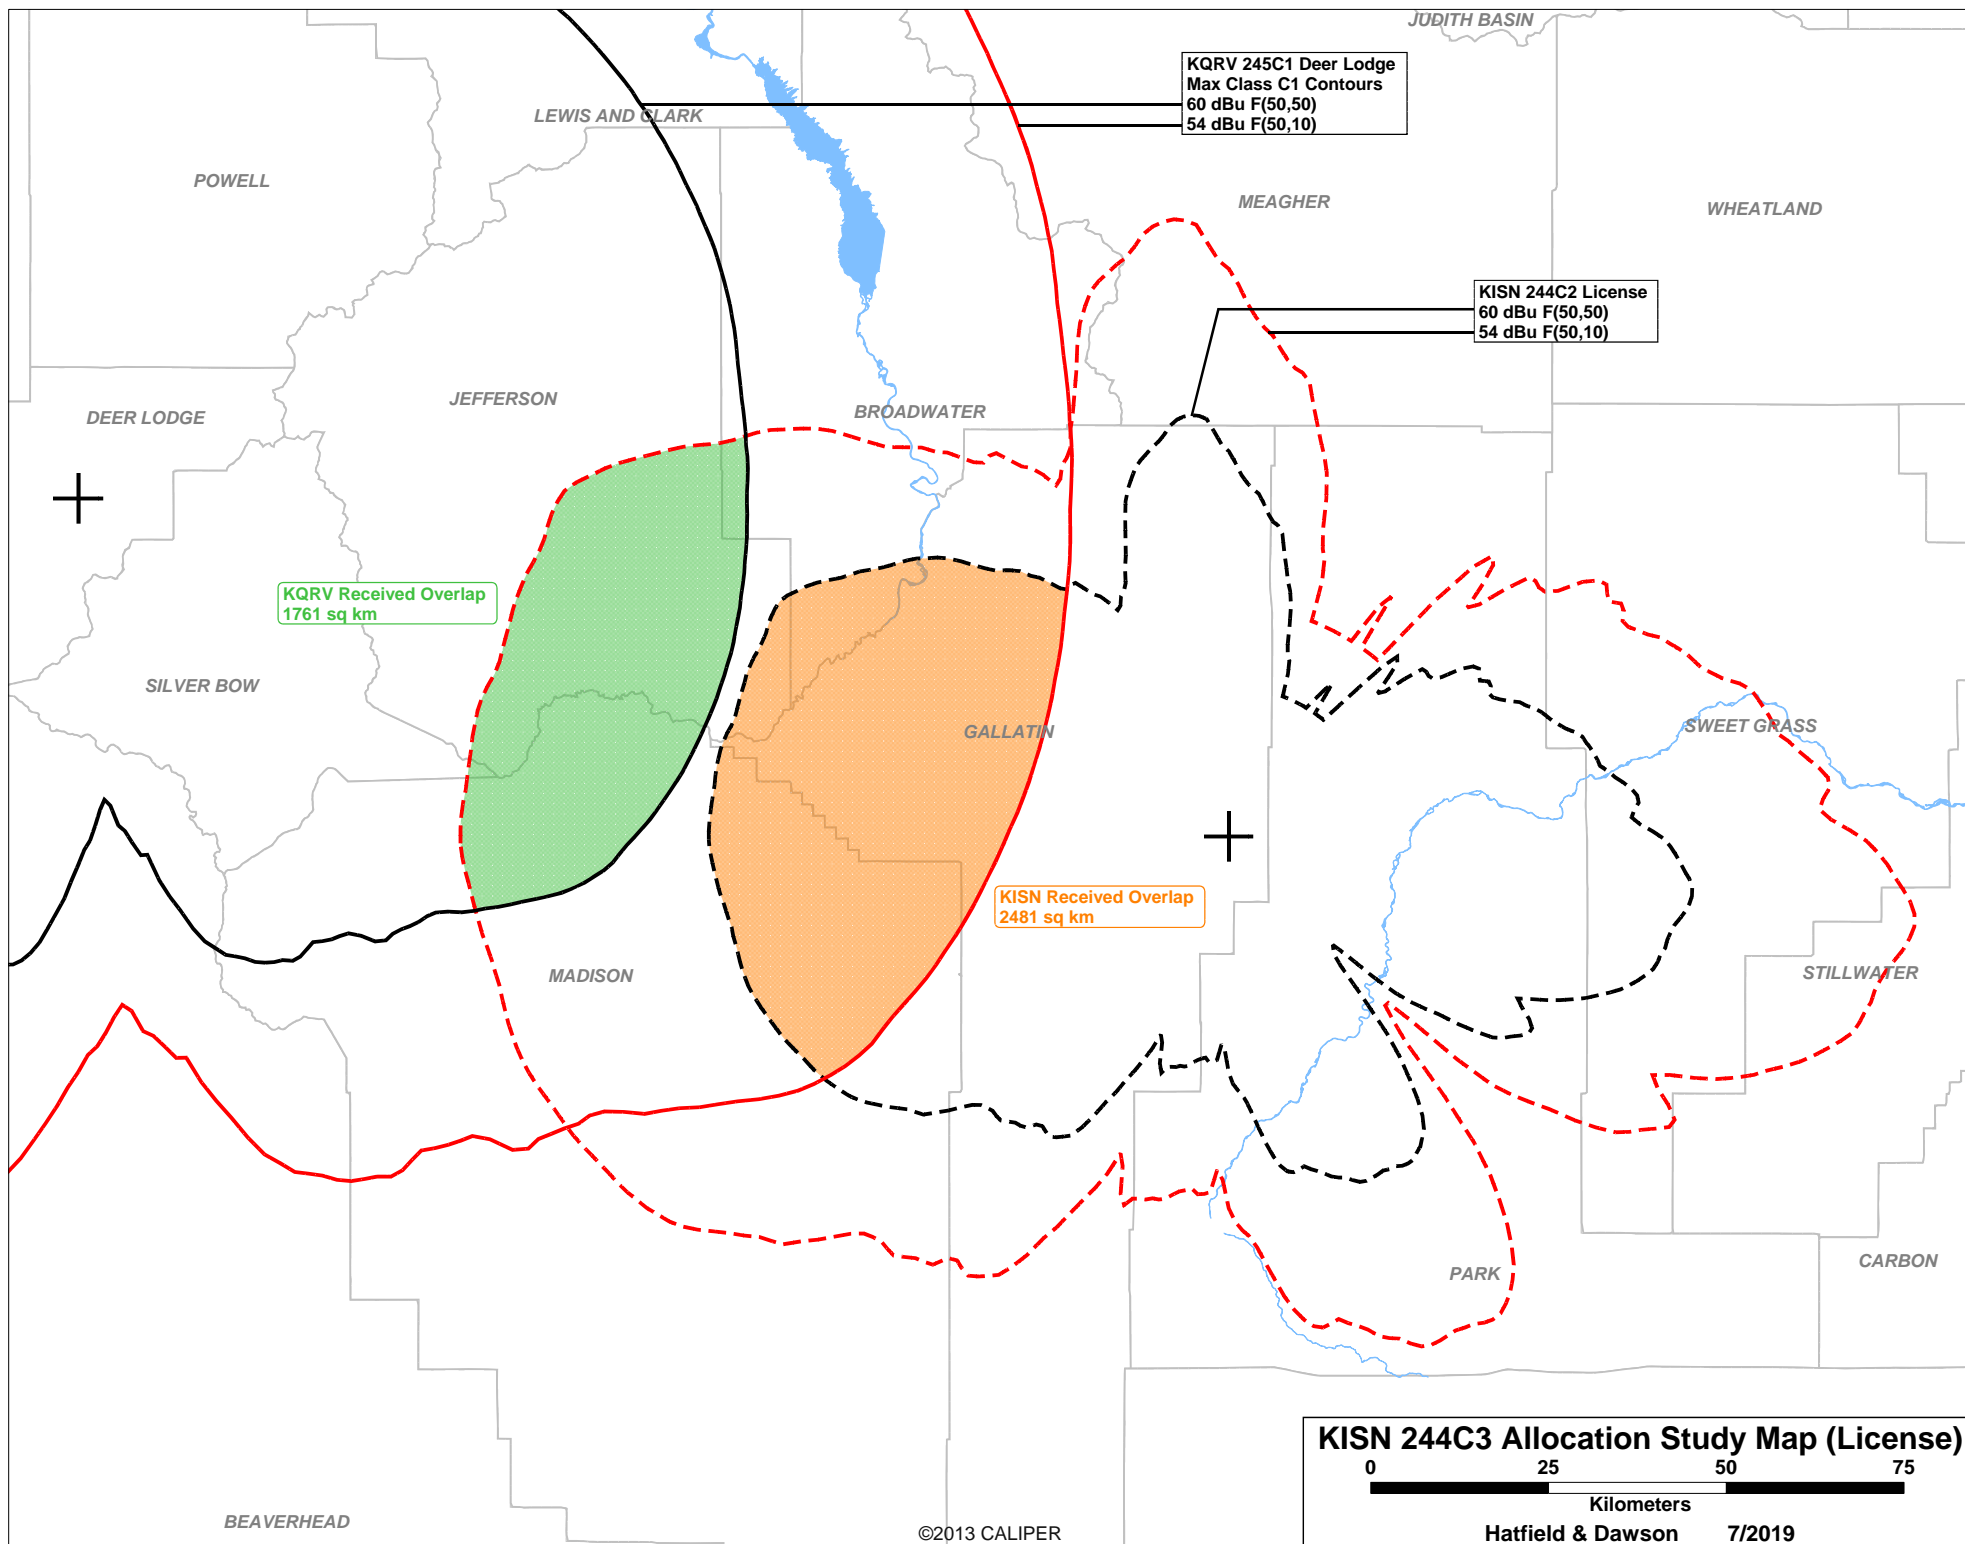 JUDITH BASIN
KQRV 245C1 Deer Lodge
Max Class C1 Contours
60 dBu F(50,50)
54 dBu F(50,10)
LEWIS AND CLARK
POWELL
MEAGHER
WHEATLAND
KISN 244C2 License
60 dBu F(50,50)
54 dBu F(50,10)
JEFFERSON
BROADWATER
DEER LODGE
KQRV Received Overlap
1761 sq km
SILVER BOW
GALLATIN
SWEET GRASS
KISN Received Overlap
2481 sq km
MADISON
STILLWATER
CARBON
PARK
KISN 244C3 Allocation Study Map (License)
0 25 50 75
Kilometers
Hatfield & Dawson 7/2019
BEAVERHEAD
©2013 CALIPER